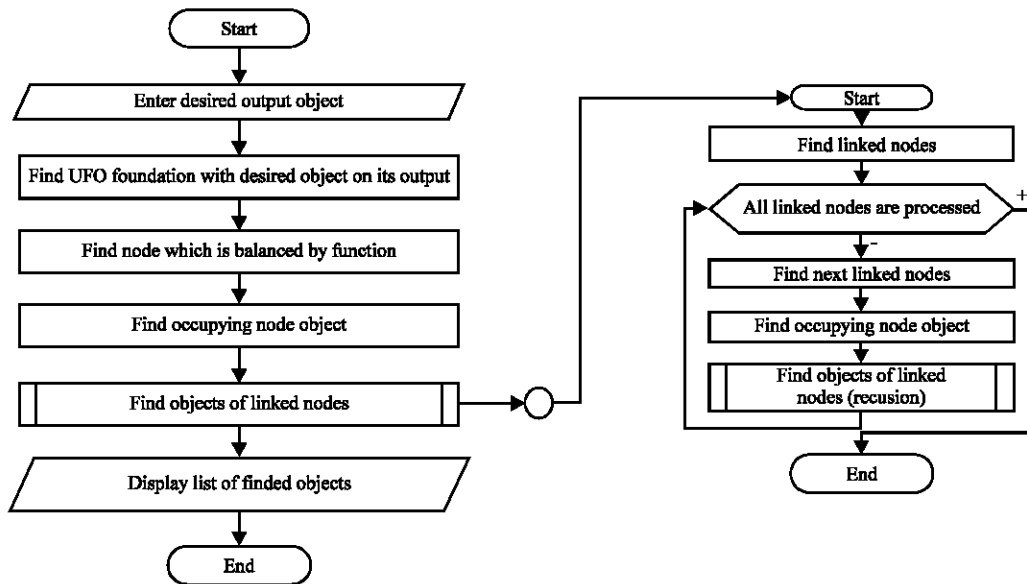 Start
Enter desired output object
Find UFO foundation with desired object on its output
Find node which is balanced by function
Find occupying node object
Find objects of linked nodes
Display list of finded objects
End
Start
Find linked nodes
All linked nodes are processed
+
-
Find next linked nodes
Find occupying node object
Find objects of linked
nodes (recusion)
End